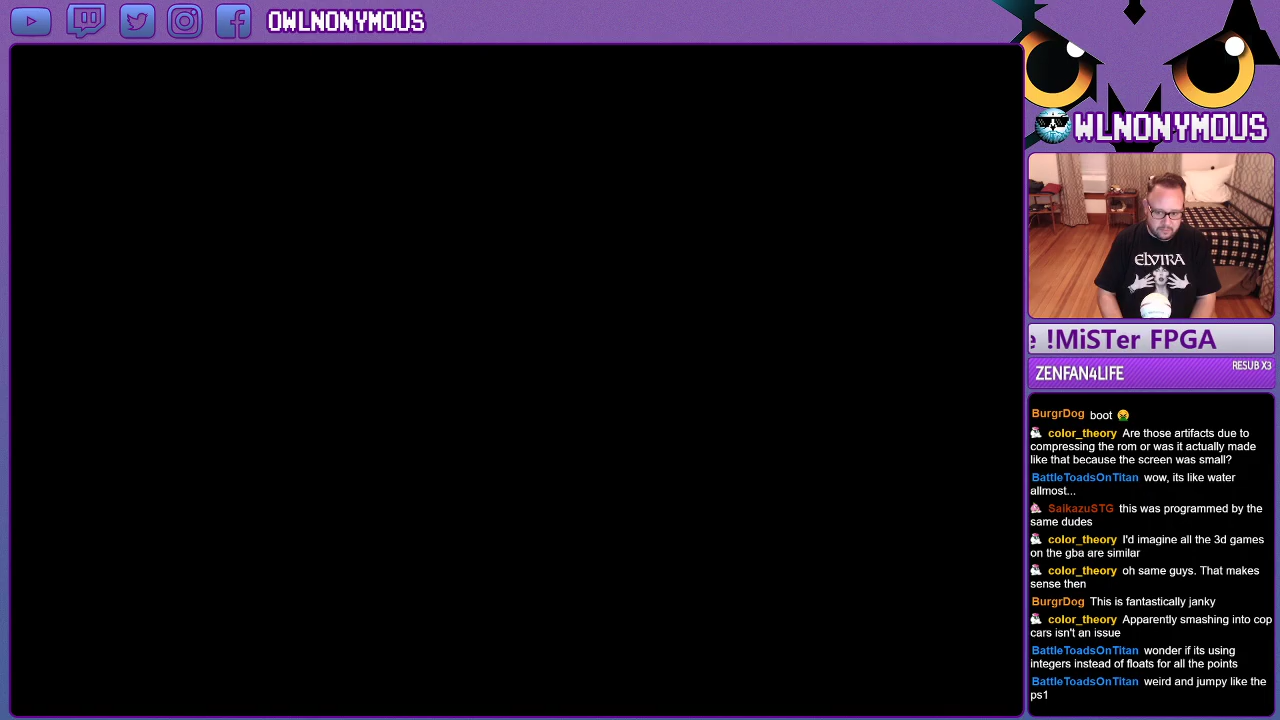 OWLNONYMOUS
WLNONYMOUS
ELVIRA
e !MiSTer FPGA
ZENFAN4LIFE
RESUB X3
BurgrDog boot
color_theory Are those artifacts due to
compressing the rom or was it actually made
like that because the screen was small?
BattleToadsOnTitan wow, its like water
allmost...
SaikazuSTG this was programmed by the
same dudes
color_theory I'd imagine all the 3d games
on the gba are similar
color_theory oh same guys. That makes
sense then
BurgrDog This is fantastically janky
color_theory Apparently smashing into cop
cars isn't an issue
BattleToadsOnTitan wonder if its using
integers instead of floats for all the points
BattleToadsOnTitan weird and jumpy like the
ps1